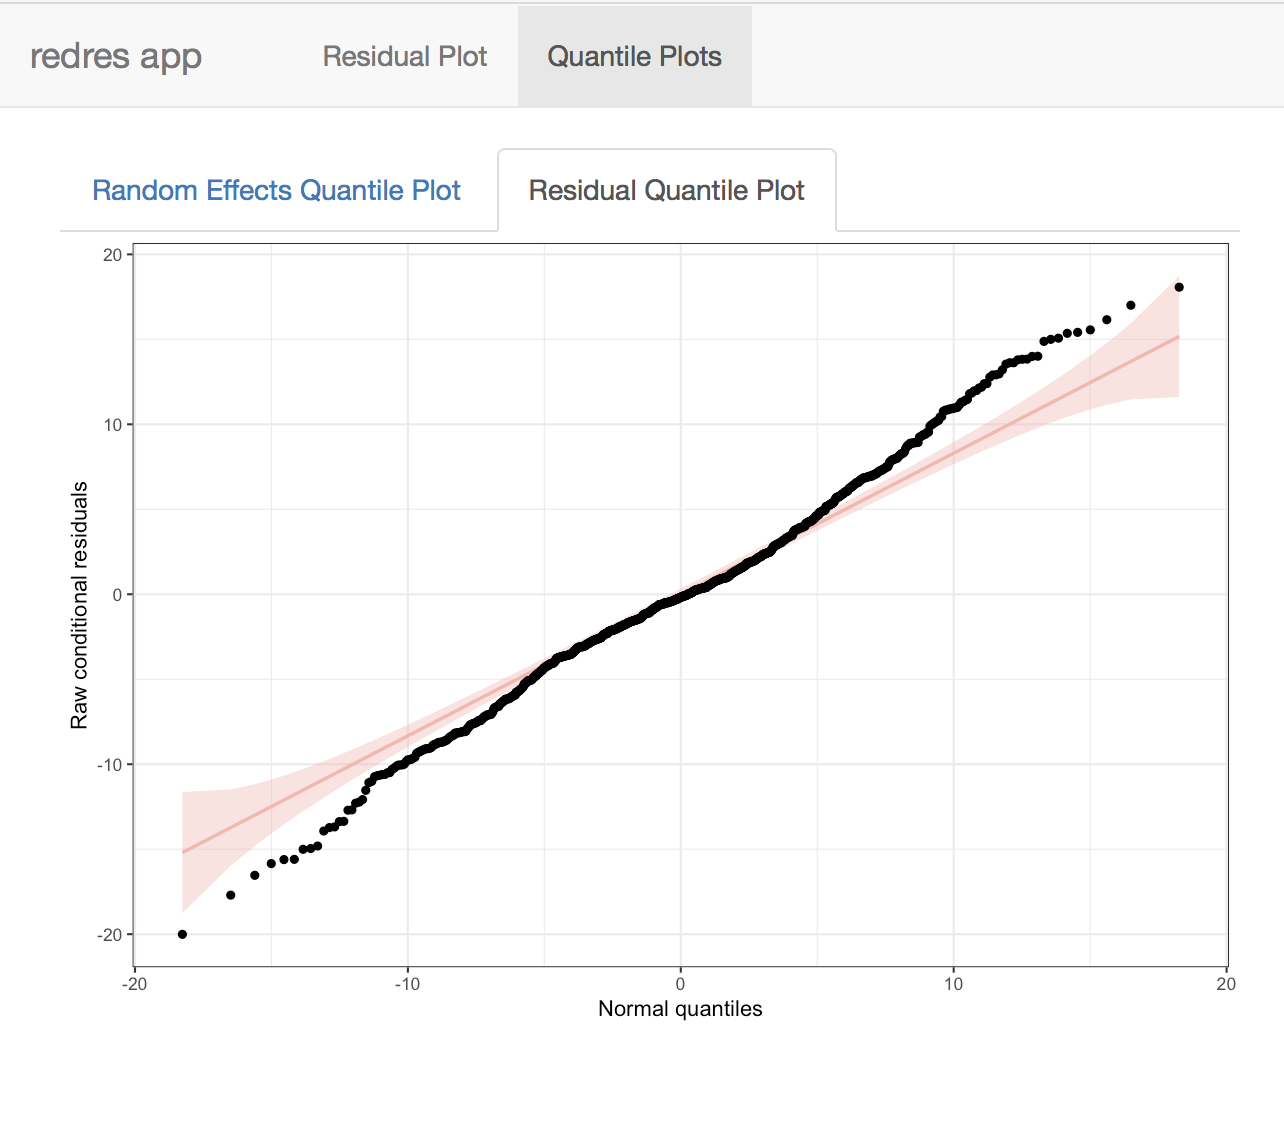 redres app Residual Plot Quantile Plots
Random Effects Quantile Plot Residual Quantile Plot
20
10
0
-10
-20
Raw conditional residuals
-20 -10 0 10 20
Normal quantiles